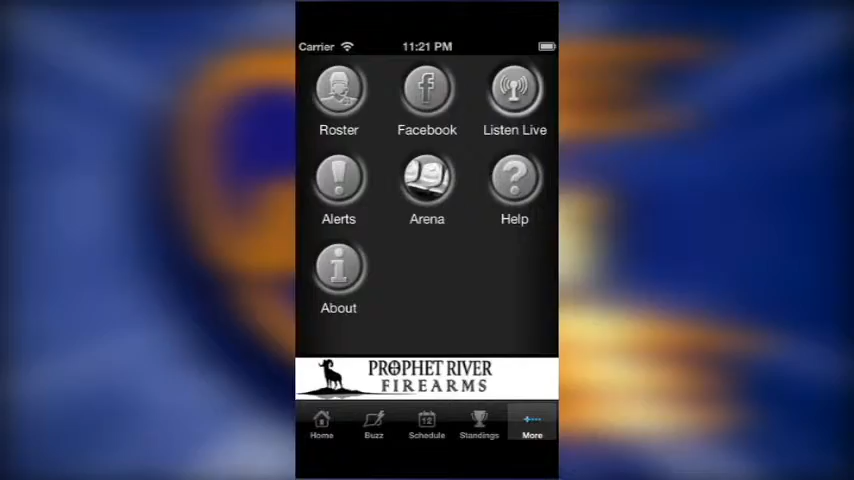 Carrier 11:21 PM
Roster Facebook Listen Live
Alerts Arena Help
About
PROPHET RIVER
FIREARMS
12
Home Buzz Schedule Standings More